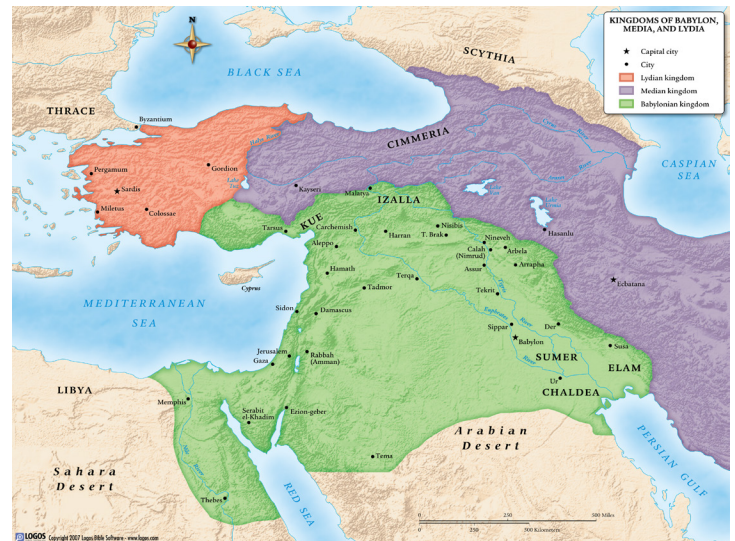 N
KINGDOMS OF BABYLON,
MEDIA, AND LYDIA
Capital city
City
Lydian kingdom
Median kingdom
Babylonian kingdom
SCYTHIA
BLACK SEA
THRACE
Byzantium
CIMMERIA
CASPIAN
SEA
Pergamum
Gordion
Sardis
Kayseri
Malatya
IZALLA
Miletus
Colossae
KUE
Tarsus
Carchemish
Harran
Nisibis
T. Brak
Hasanlu
Aleppo
Nineveh
Calah
(Nimrud)
Arbela
Assur
Arrapha
Hamath
Terqa
Ecbatana
Cyprus
Tadmor
Tekrit
Tigris
River
MEDITERRANEAN
SEA
Sidon
Damascus
Euphrates
River
Sippar
Der
Babylon
Susa
Jerusalem
Gaza
Rabbah
(Amman)
SUMER
ELAM
Ur
CHALDEA
LIBYA
Memphis
Serabit
el-Khadim
Ezion-geber
Arabian
Desert
PERSIAN GULF
Tema
Sahara
Desert
Thebes
RED SEA
0 250 500 Miles
0 250 500 Kilometers
LOGOS Copyright 2007 Logos Bible Software - www.logos.com